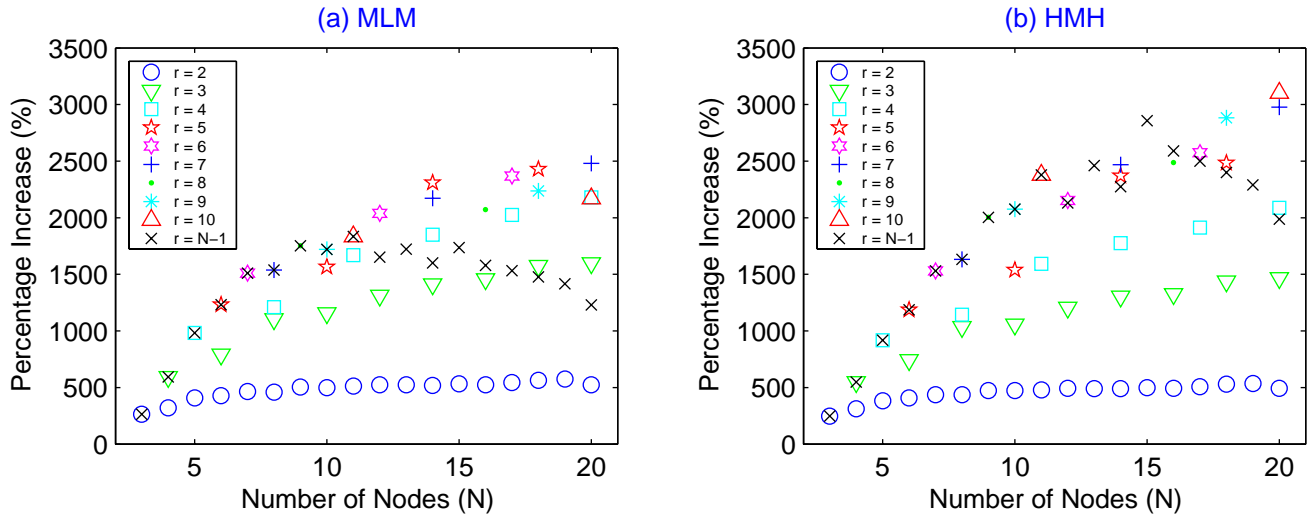 (a) MLM
3500
3000
2500
2000
1500
1000
500
0
Percentage Increase (%)
r = 2
r = 3
r = 4
r = 5
r = 6
r = 7
r = 8
r = 9
r = 10
r = N−1
5
10
15
20
Number of Nodes (N)
(b) HMH
3500
3000
2500
2000
1500
1000
500
0
Percentage Increase (%)
r = 2
r = 3
r = 4
r = 5
r = 6
r = 7
r = 8
r = 9
r = 10
r = N−1
5
10
15
20
Number of Nodes (N)